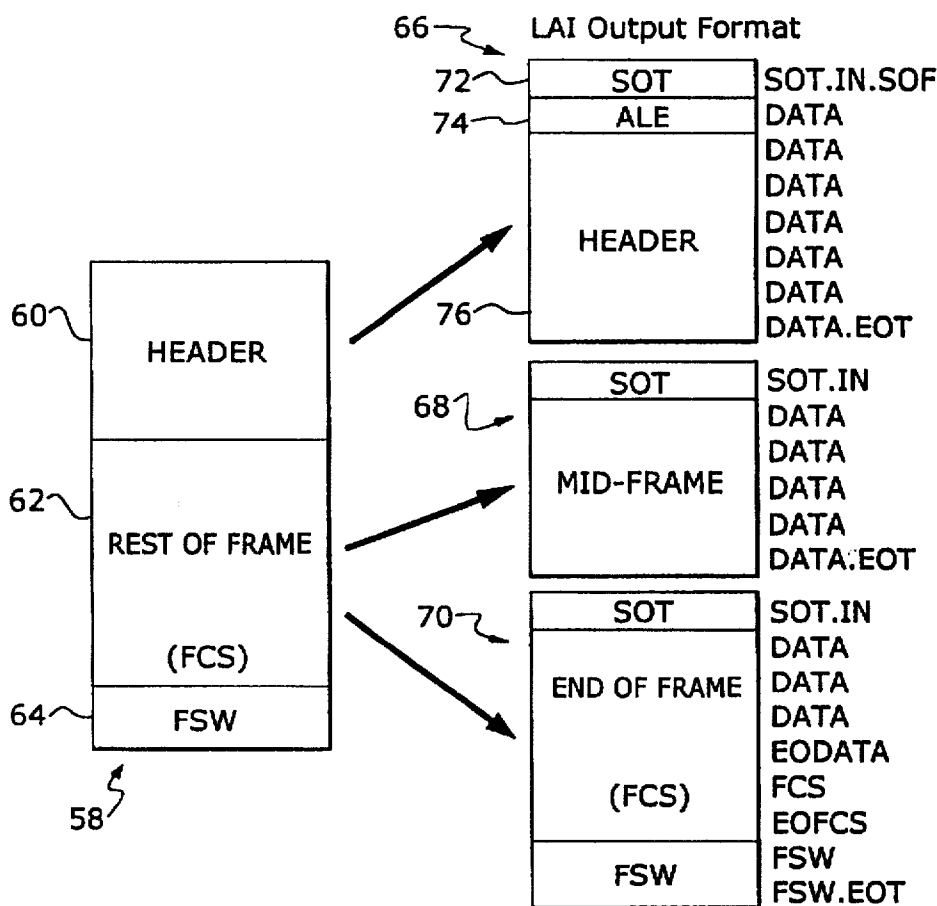 LAI Output Format
66
72
SOT
SOT.IN.SOF
74
ALE
DATA
DATA
DATA
HEADER
DATA
DATA
76
DATA
DATA.EOT
60
HEADER
62
REST OF FRAME
(FCS)
64
FSW
58
SOT
SOT.IN
68
DATA
DATA
MID-FRAME
DATA
DATA
DATA.EOT
SOT
SOT.IN
70
DATA
END OF FRAME
DATA
DATA
EODATA
(FCS)
FCS
EOFCS
FSW
FSW
FSW.EOT